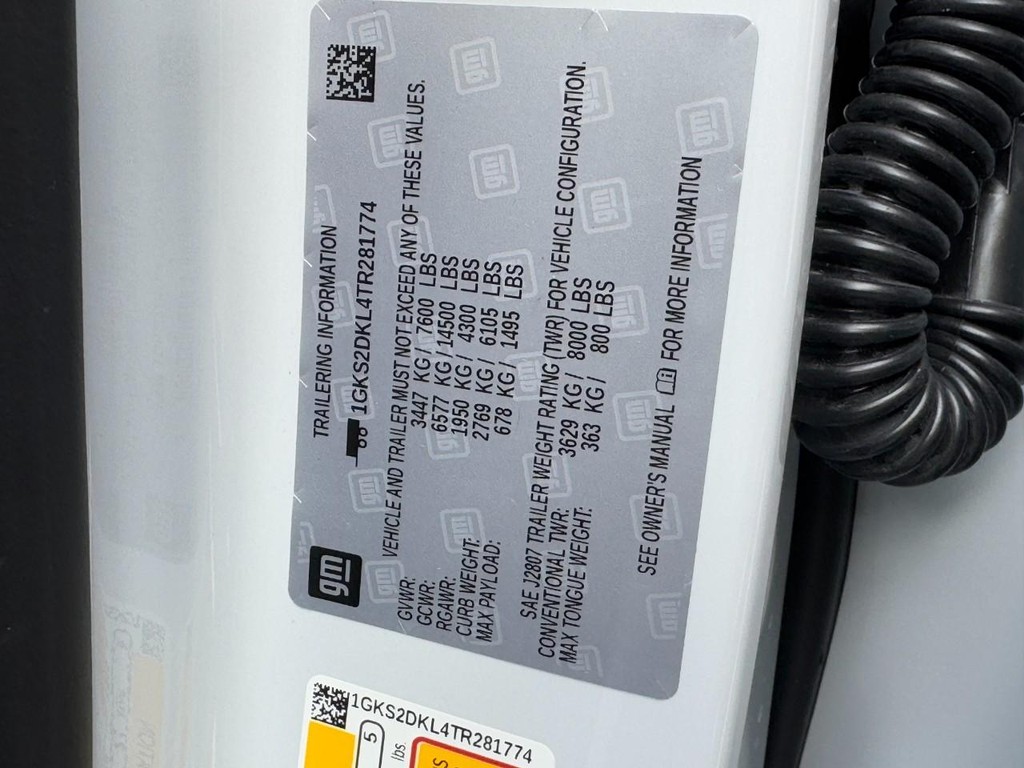 gm
TRAILERING INFORMATION
1GKS2DKL4TR281774
VEHICLE AND TRAILER MUST NOT EXCEED ANY OF THESE VALUES.
GVWR: 3447 KG / 7600 LBS
GCWR: 6577 KG / 14500 LBS
RGAWR: 1950 KG / 4300 LBS
CURB WEIGHT: 2769 KG / 6105 LBS
MAX PAYLOAD: 678 KG / 1495 LBS
SAE J2807 TRAILER WEIGHT RATING (TWR) FOR VEHICLE CONFIGURATION.
CONVENTIONAL TWR: 3629 KG / 8000 LBS
MAX TONGUE WEIGHT: 363 KG / 800 LBS
SEE OWNER'S MANUAL FOR MORE INFORMATION
1GKS2DKL4TR281774
5
lbs